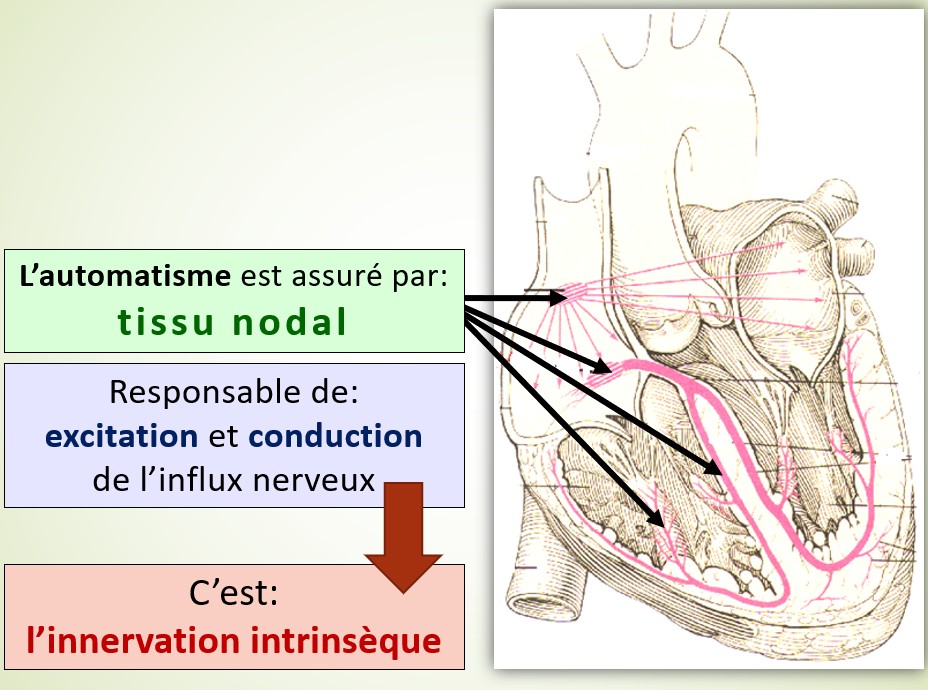 L’automatisme est assuré par:
tissu nodal
Responsable de:
excitation et conduction
de l’influx nerveux
C’est:
l’innervation intrinsèque